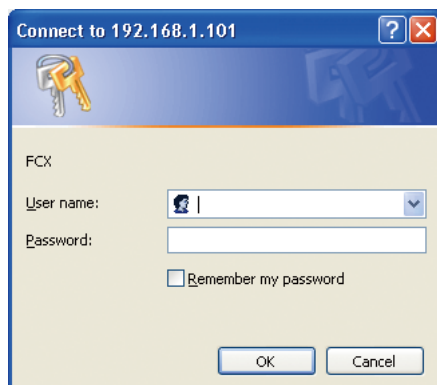 Connect to 192.168.1.101
FCX
User name:
Password:
Remember my password
OK Cancel